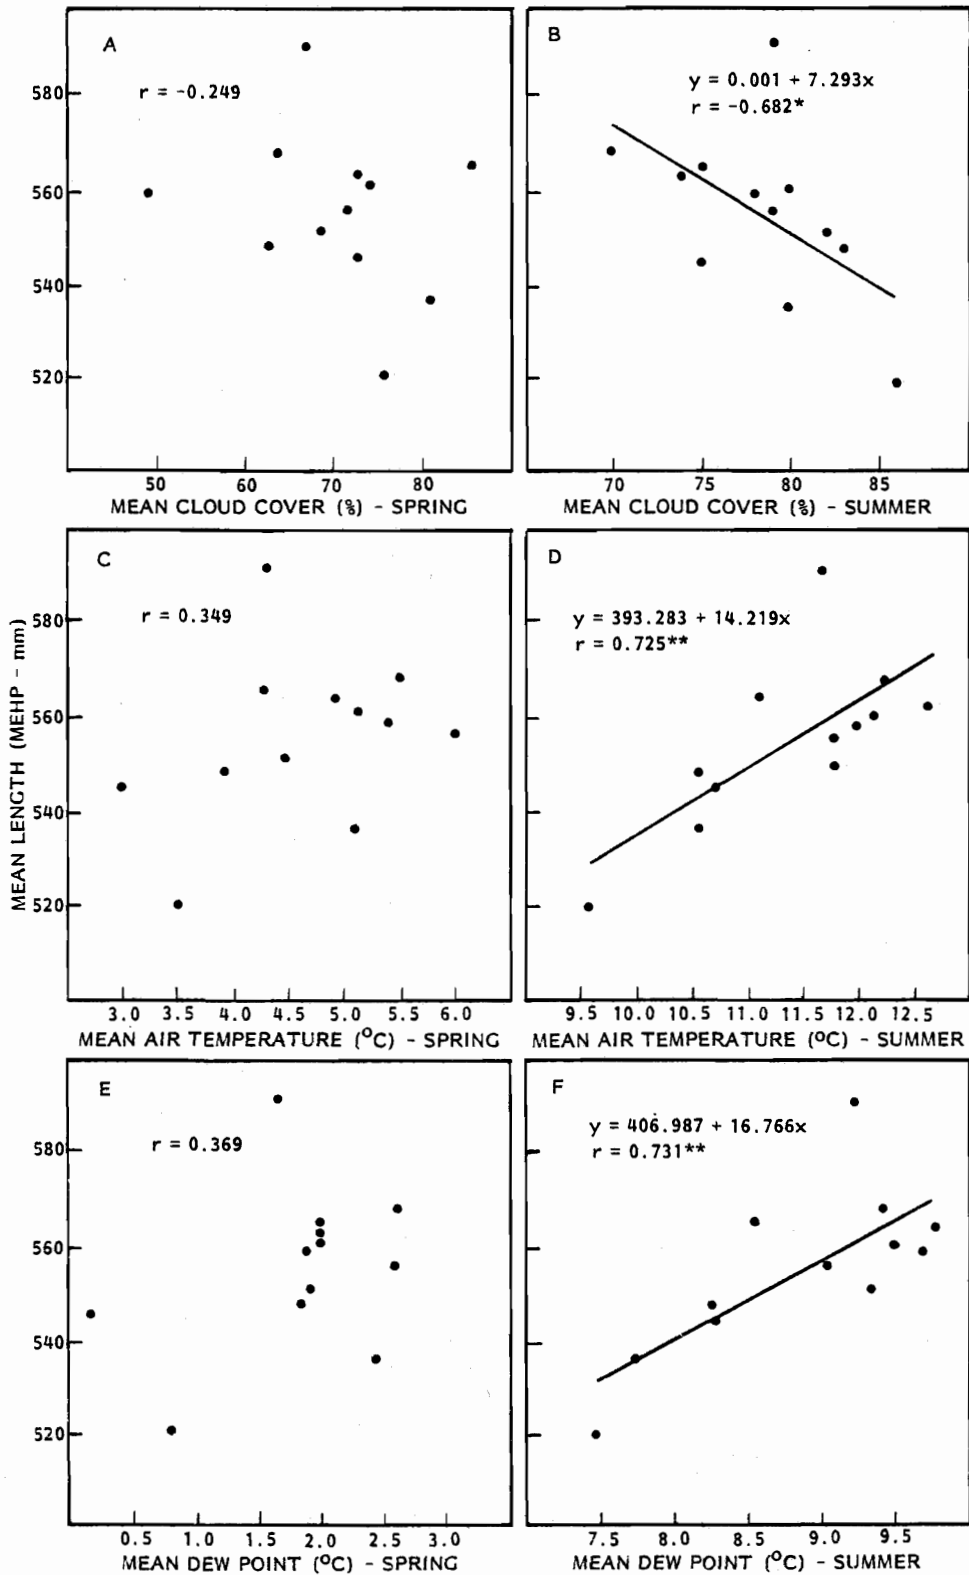 A
r = -0.249
580
560
540
520
50 60 70 80
MEAN CLOUD COVER (%) - SPRING
B
y = 0.001 + 7.293x
r = -0.682*
70 75 80 85
MEAN CLOUD COVER (%) - SUMMER
MEAN LENGTH (MEHP - mm)
C
r = 0.349
580
560
540
520
3.0 3.5 4.0 4.5 5.0 5.5 6.0
MEAN AIR TEMPERATURE (°C) - SPRING
D
y = 393.283 + 14.219x
r = 0.725**
9.5 10.0 10.5 11.0 11.5 12.0 12.5
MEAN AIR TEMPERATURE (°C) - SUMMER
E
r = 0.369
580
560
540
520
0.5 1.0 1.5 2.0 2.5 3.0
MEAN DEW POINT (°C) - SPRING
F
y = 406.987 + 16.766x
r = 0.731**
7.5 8.0 8.5 9.0 9.5
MEAN DEW POINT (°C) - SUMMER